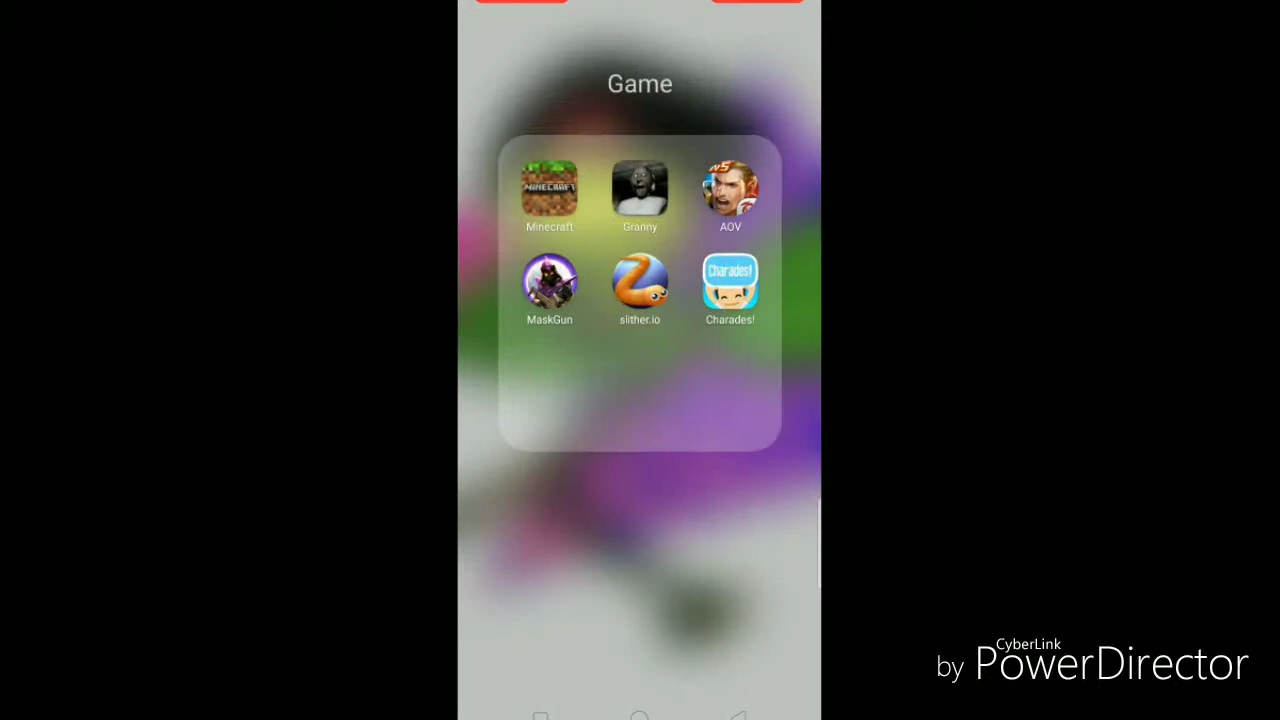 Game
MINECRAFT
Minecraft
Granny
AOV
Charades!
MaskGun
slither.io
Charades!
CyberLink
by PowerDirector